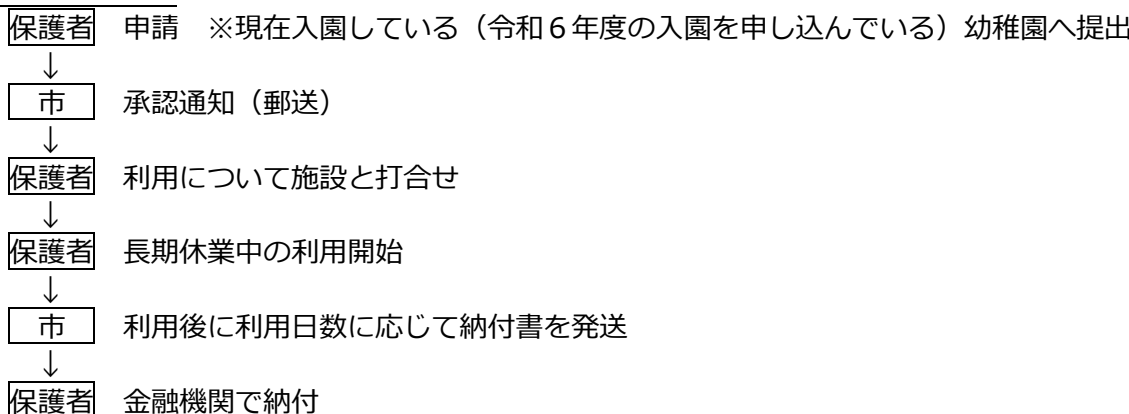 保護者 申請 ※現在入園している（令和６年度の入園を申し込んでいる）幼稚園へ提出
↓
市 承認通知（郵送）
↓
保護者 利用について施設と打合せ
↓
保護者 長期休業中の利用開始
↓
市 利用後に利用日数に応じて納付書を発送
↓
保護者 金融機関で納付